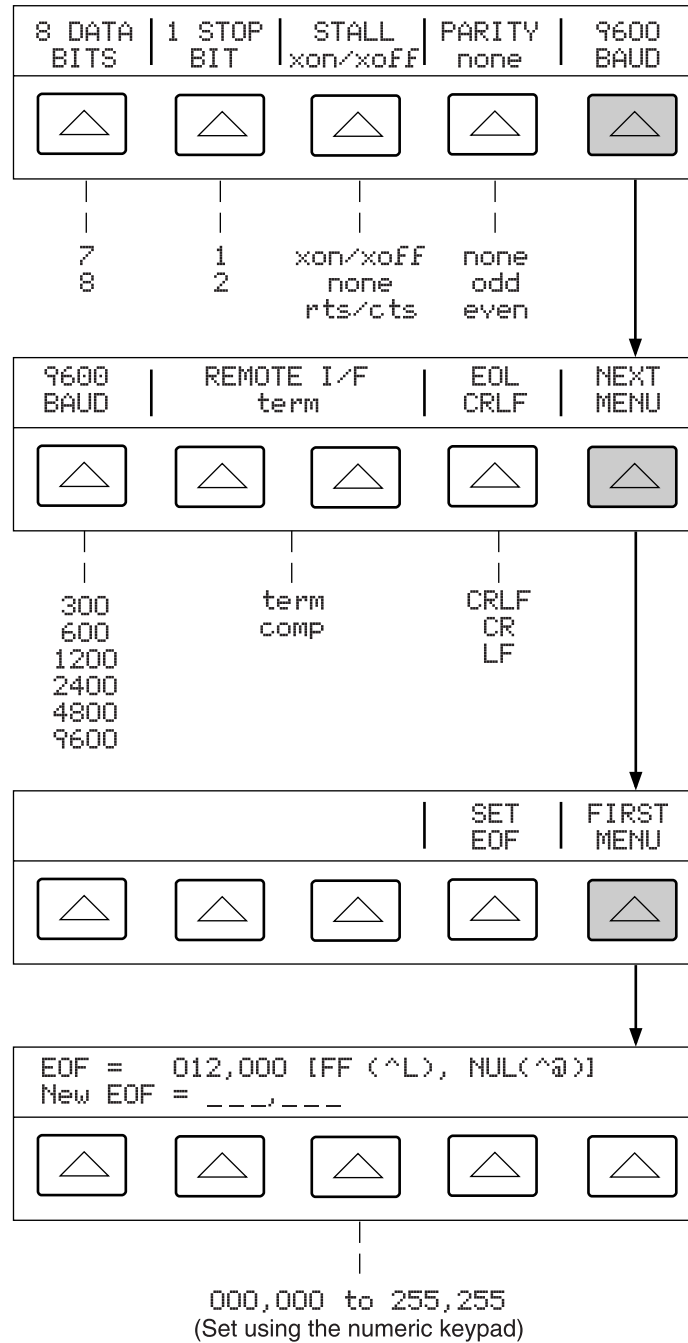 8 DATA | 1 STOP | STALL | PARITY | 9600
BITS | BIT | xon/xoff | none | BAUD
7 1 xon/xoff none
8 2 none odd
rts/cts even
9600 | REMOTE I/F | EOL | NEXT
BAUD | term | CRLF | MENU
300 term CRLF
600 comp CR
1200 LF
2400
4800
9600
| SET | FIRST
| EOF | MENU
EOF = 012,000 [FF (^L), NUL(^@)]
New EOF = _ _ _,_ _ _
000,000 to 255,255
(Set using the numeric keypad)